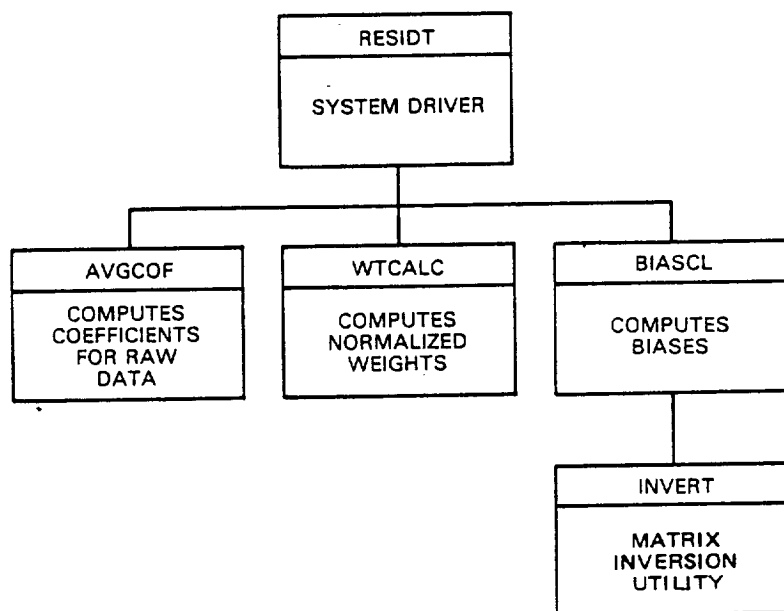 RESIDT
SYSTEM DRIVER
AVGCOF
COMPUTES
COEFFICIENTS
FOR RAW
DATA
WTCALC
COMPUTES
NORMALIZED
WEIGHTS
BIASCL
COMPUTES
BIASES
INVERT
MATRIX
INVERSION
UTILITY